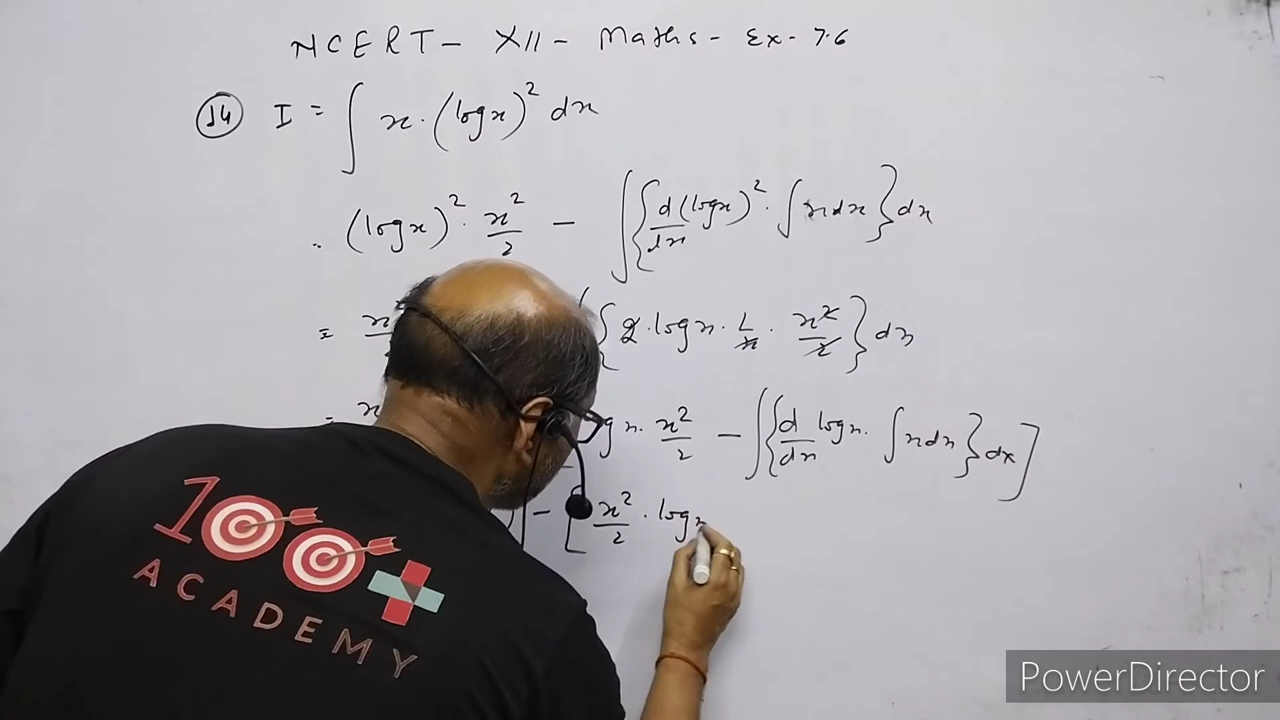 NCERT - XII - Maths - Ex - 7.6
14 I = ∫ x · (log x)² dx
= (log x)² · x²/2 - ∫ { d/dx (log x)² · ∫ x dx } dx
= { 2 · log x · 1/x · x²/2 } dx
= x² · x²/2 - ∫ { d/dx log x · ∫ x dx } dx ]
- [ x²/2 · log x
100+
ACADEMY
PowerDirector